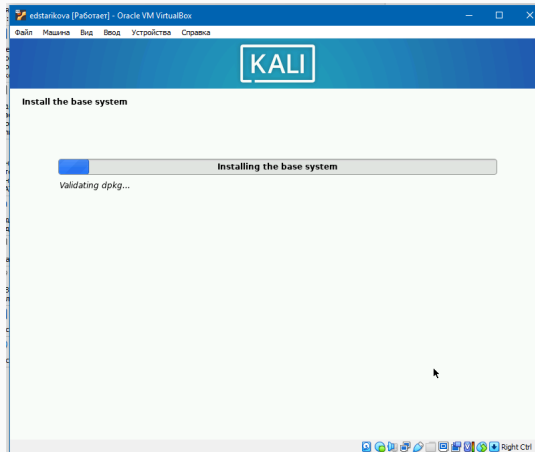 edstarikova [Работает] - Oracle VM VirtualBox
Файл Машина Вид Ввод Устройства Справка
KALI
Install the base system
Installing the base system
Validating dpkg...
Right Ctrl